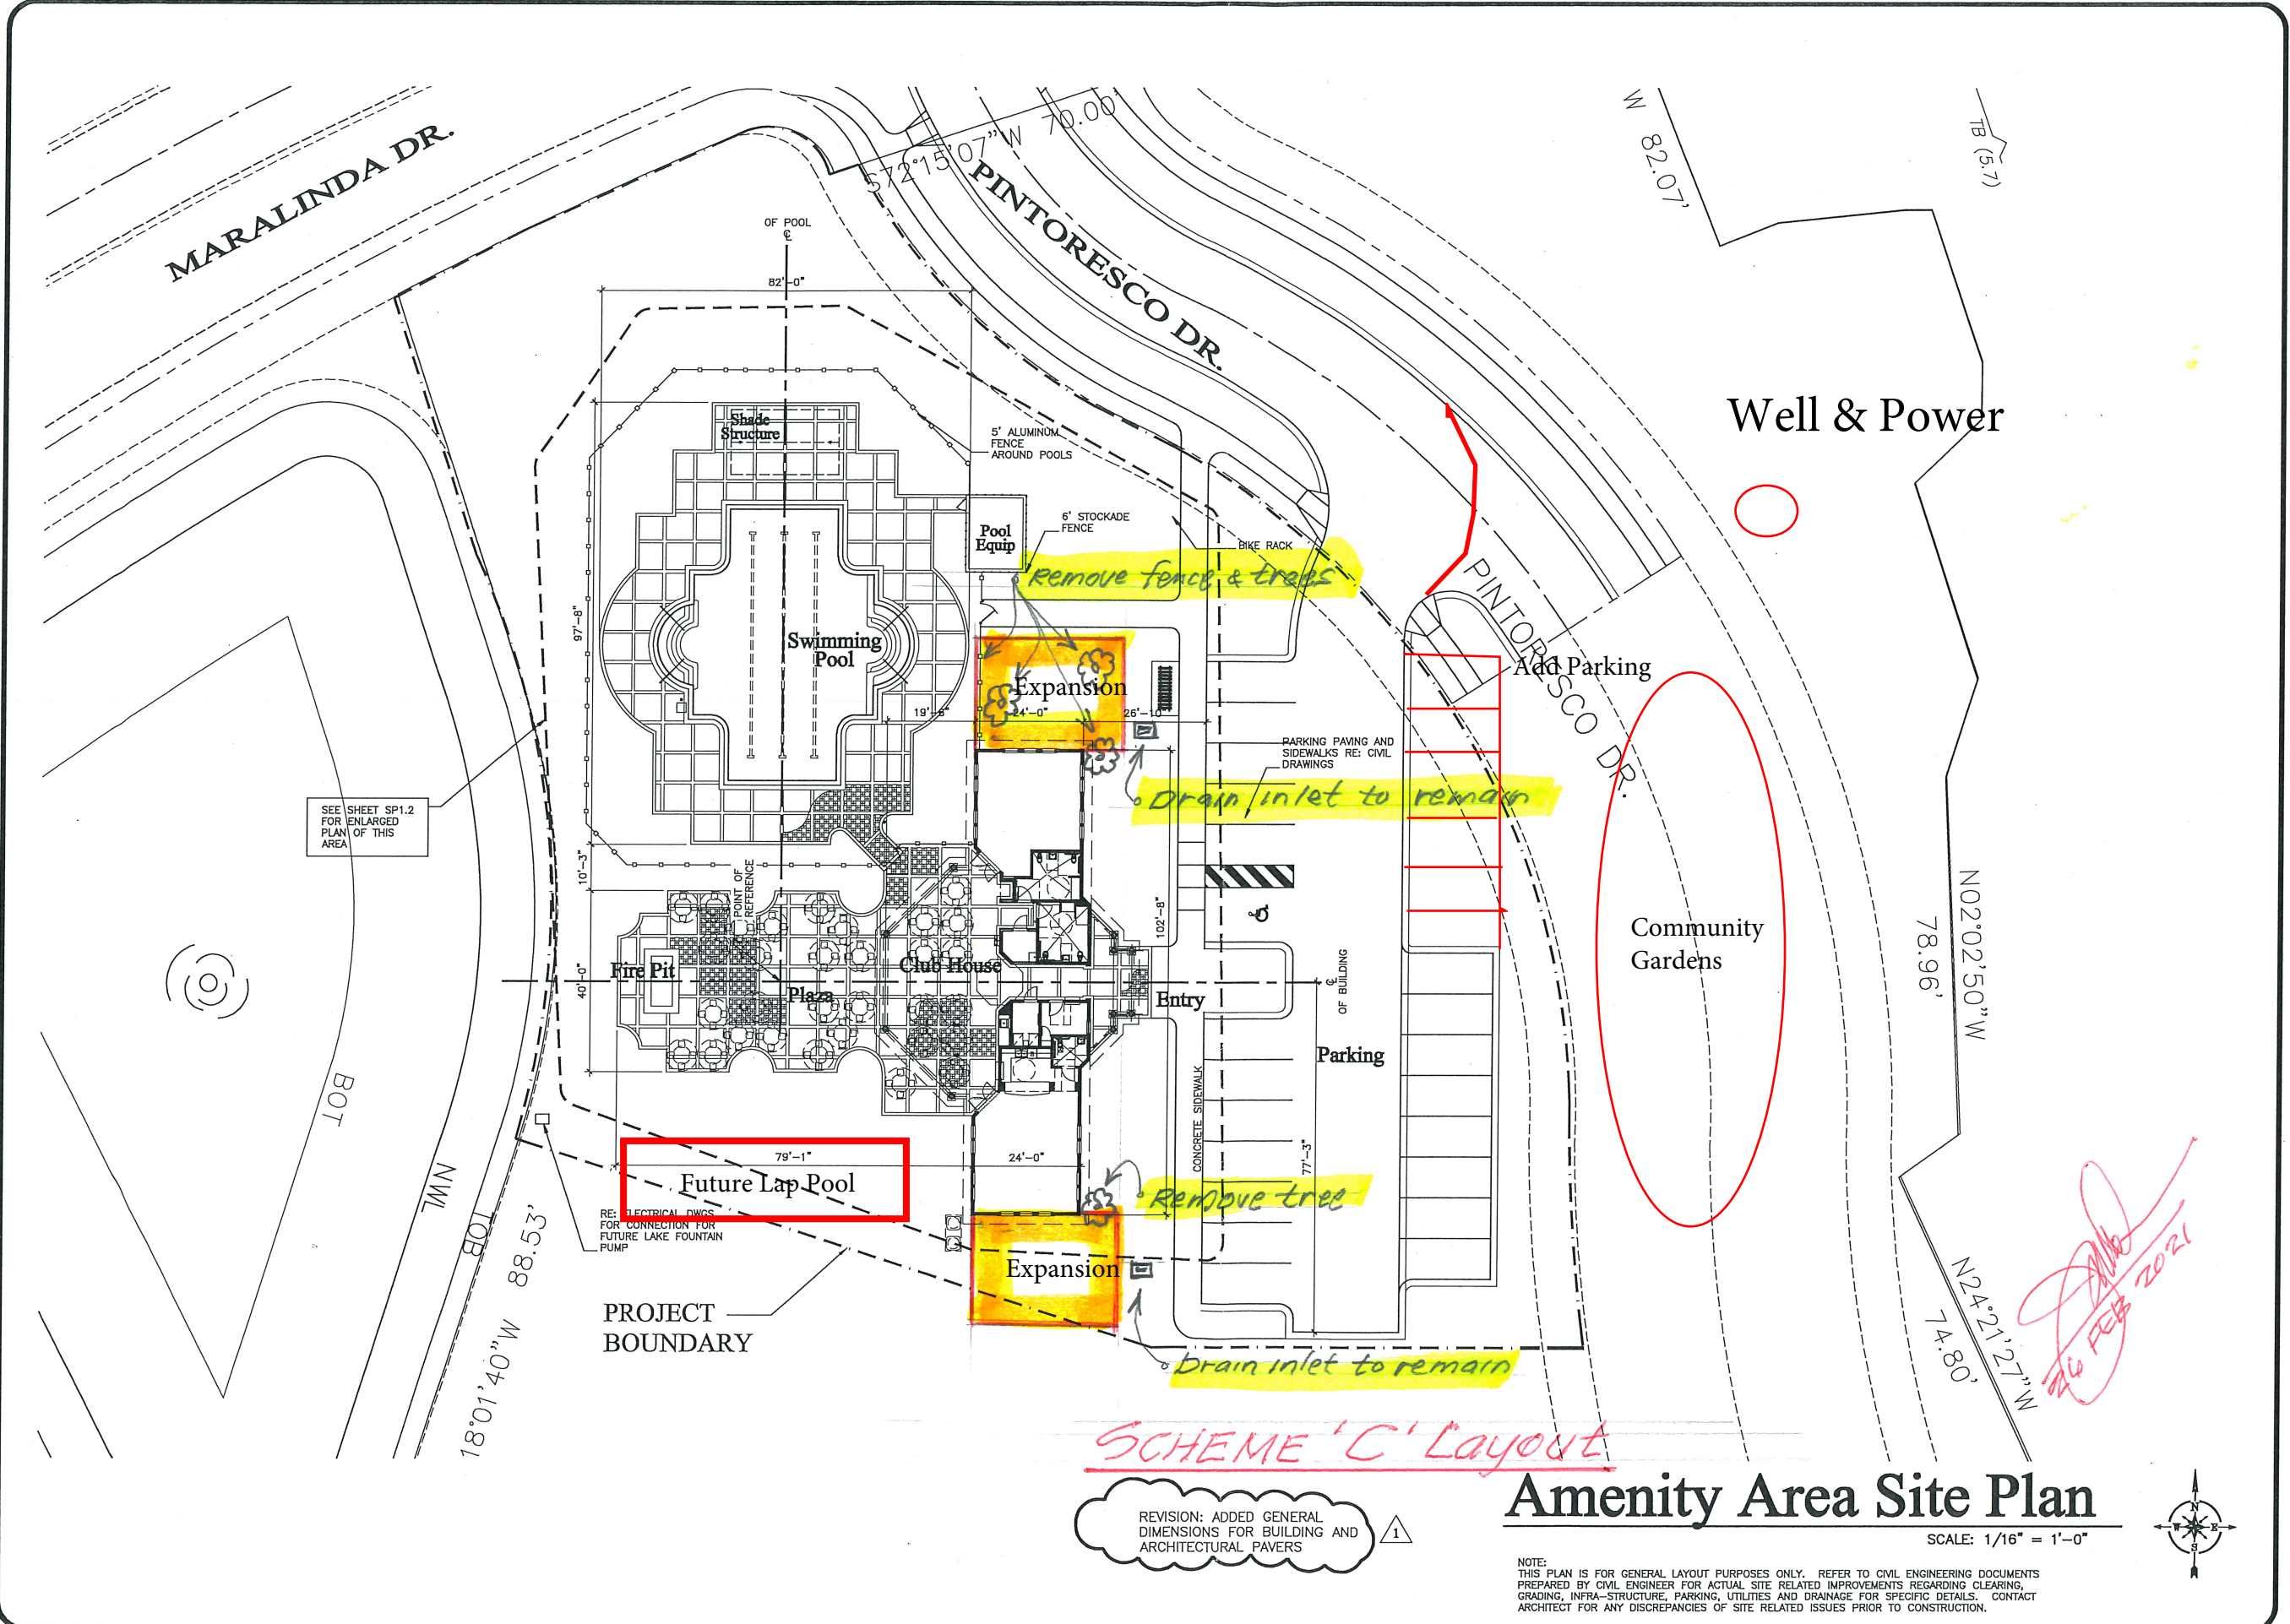 MARALINDA DR.
S72°15'07"W 70.00'
PINTORESCO DR.
W 82.07'
TB (5.7)
OF POOL
℄
82'-0"
Shade
Structure
5' ALUMINUM
FENCE
AROUND POOLS
Well & Power
Pool
Equip
6' STOCKADE
FENCE
BIKE RACK
Remove fence & trees
97'-8"
Swimming
Pool
Expansion
19'-6" 24'-0" 26'-10"
PINTORESCO DR.
Add Parking
PARKING PAVING AND
SIDEWALKS RE: CIVIL
DRAWINGS
Drain inlet to remain
SEE SHEET SP1.2
FOR ENLARGED
PLAN OF THIS
AREA
10'-3"
POINT OF
REFERENCE
102'-8"
40'-0"
Fire Pit
Plaza
Club House
Entry
℄
OF BUILDING
Parking
Community
Gardens
N02°02'50"W
78.96'
BOT
NWL
TOB
CONCRETE SIDEWALK
77'-3"
79'-1"
24'-0"
Future Lap Pool
Remove tree
RE: ELECTRICAL DWGS
FOR CONNECTION FOR
FUTURE LAKE FOUNTAIN
PUMP
Expansion
PROJECT
BOUNDARY
18°01'40"W 88.53'
Drain inlet to remain
N24°21'27"W
74.80'
26 FEB 2021
SCHEME 'C' Layout
REVISION: ADDED GENERAL
DIMENSIONS FOR BUILDING AND
ARCHITECTURAL PAVERS
1
Amenity Area Site Plan
SCALE: 1/16" = 1'-0"
N
W E
S
NOTE:
THIS PLAN IS FOR GENERAL LAYOUT PURPOSES ONLY. REFER TO CIVIL ENGINEERING DOCUMENTS
PREPARED BY CIVIL ENGINEER FOR ACTUAL SITE RELATED IMPROVEMENTS REGARDING CLEARING,
GRADING, INFRA-STRUCTURE, PARKING, UTILITIES AND DRAINAGE FOR SPECIFIC DETAILS. CONTACT
ARCHITECT FOR ANY DISCREPANCIES OF SITE RELATED ISSUES PRIOR TO CONSTRUCTION.